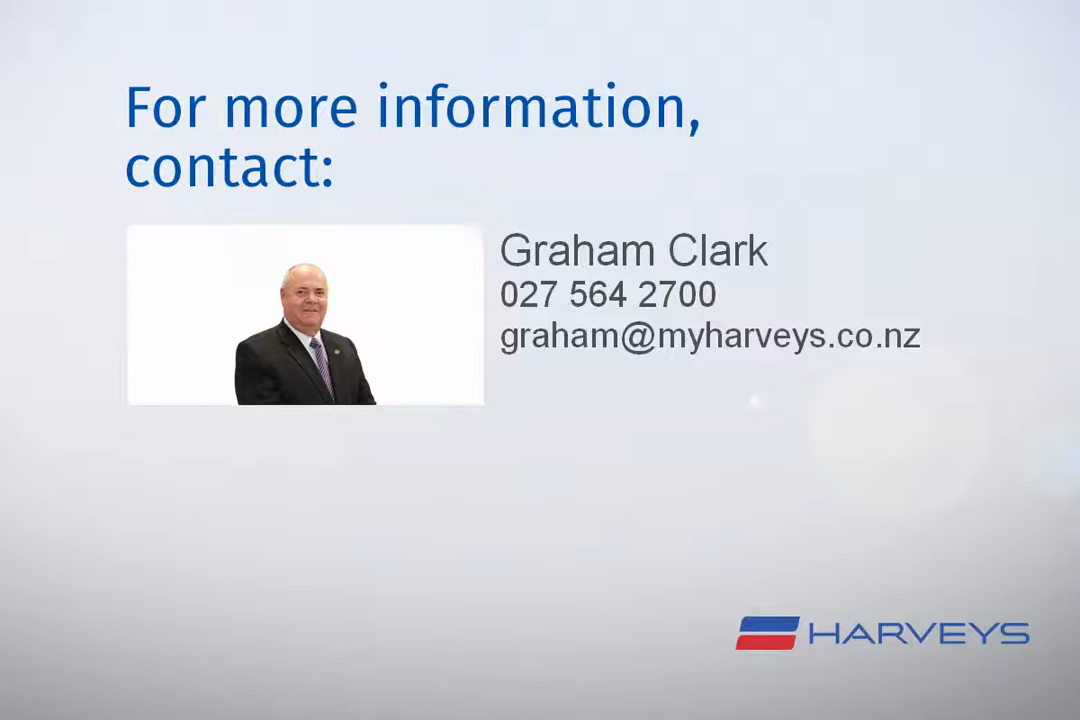 For more information,
contact:
Graham Clark
027 564 2700
graham@myharveys.co.nz
HARVEYS